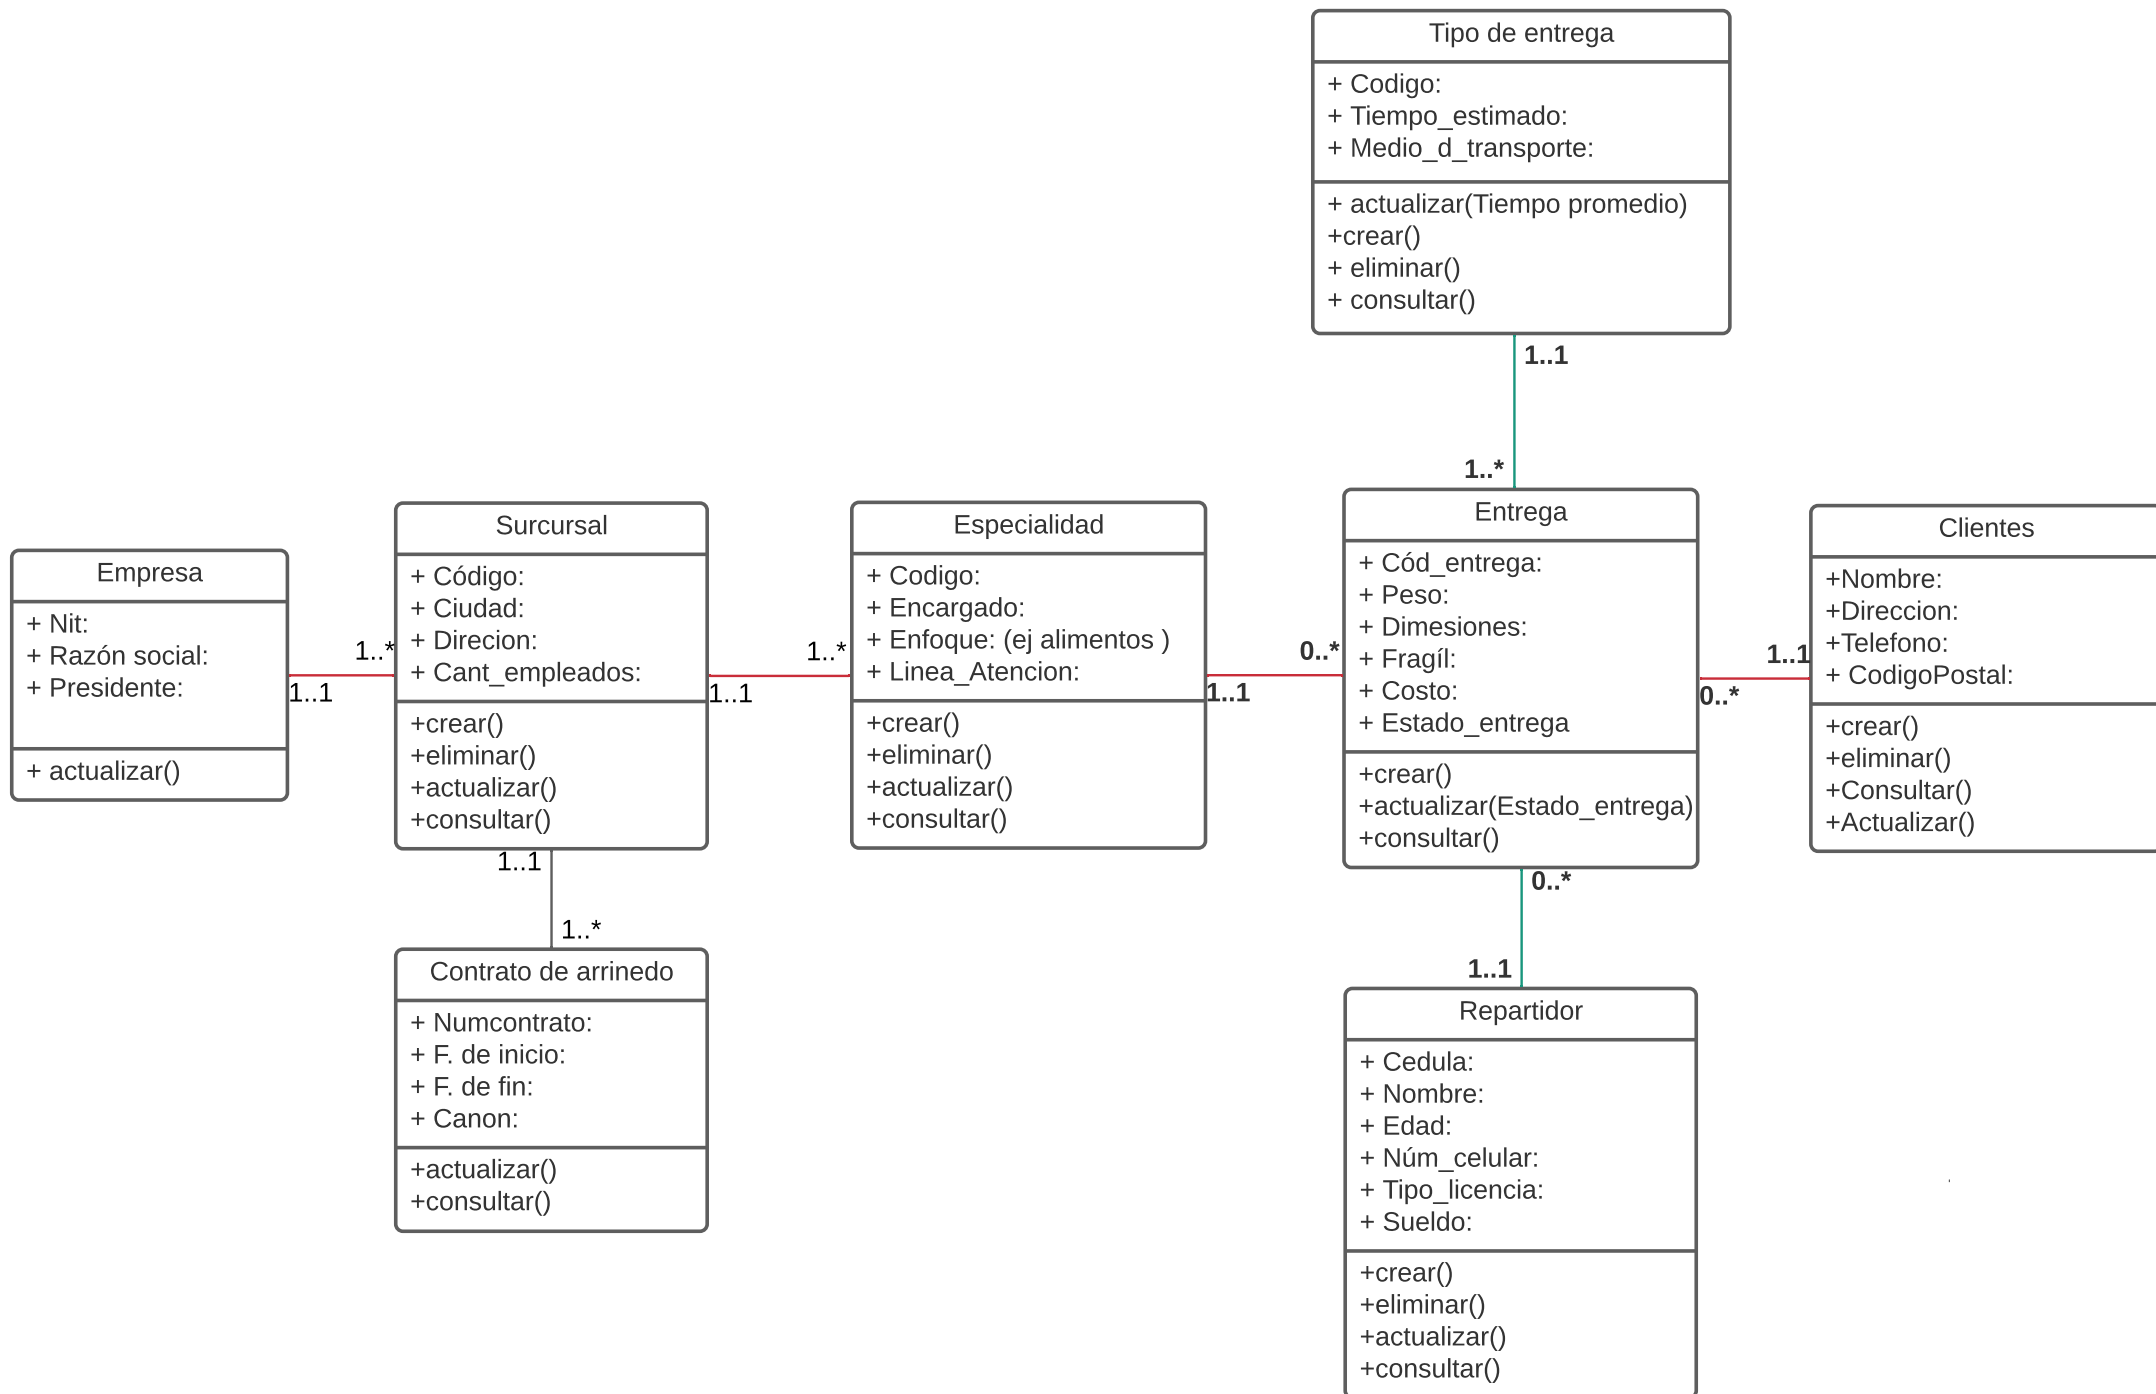 Tipo de entrega
+ Codigo:
+ Tiempo_estimado:
+ Medio_d_transporte:
+ actualizar(Tiempo promedio)
+crear()
+ eliminar()
+ consultar()
1..1
1..*
Empresa
+ Nit:
+ Razón social:
+ Presidente:
+ actualizar()
1..1
1..*
Surcursal
+ Código:
+ Ciudad:
+ Direcion:
+ Cant_empleados:
+crear()
+eliminar()
+actualizar()
+consultar()
1..1
1..*
Especialidad
+ Codigo:
+ Encargado:
+ Enfoque: (ej alimentos )
+ Linea_Atencion:
+crear()
+eliminar()
+actualizar()
+consultar()
1..1
0..*
Entrega
+ Cód_entrega:
+ Peso:
+ Dimesiones:
+ Fragíl:
+ Costo:
+ Estado_entrega
+crear()
+actualizar(Estado_entrega)
+consultar()
0..*
1..1
Clientes
+Nombre:
+Direccion:
+Telefono:
+ CodigoPostal:
+crear()
+eliminar()
+Consultar()
+Actualizar()
1..1
1..*
Contrato de arrinedo
+ Numcontrato:
+ F. de inicio:
+ F. de fin:
+ Canon:
+actualizar()
+consultar()
0..*
1..1
Repartidor
+ Cedula:
+ Nombre:
+ Edad:
+ Núm_celular:
+ Tipo_licencia:
+ Sueldo:
+crear()
+eliminar()
+actualizar()
+consultar()